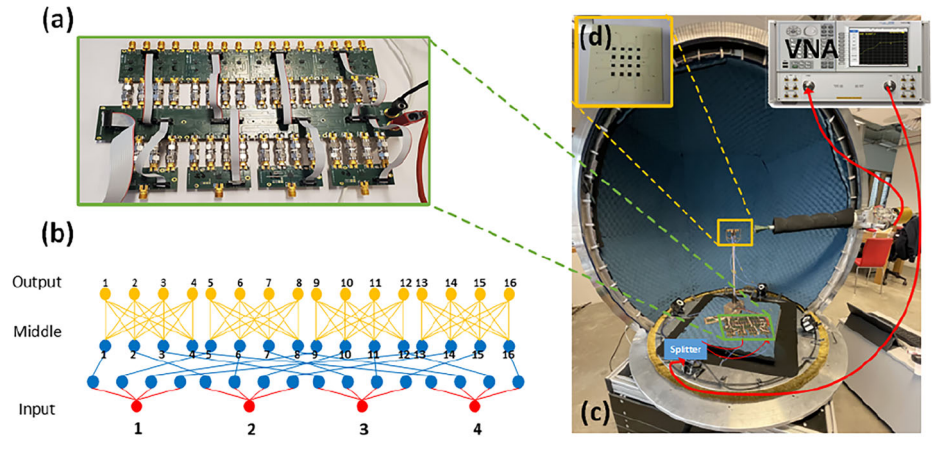 (a)
(b)
Output
1 2 3 4 5 6 7 8 9 10 11 12 13 14 15 16
Middle
1 2 3 4 5 6 7 8 9 10 11 12 13 14 15 16
Input
1 2 3 4
(d)
VNA
Splitter
(c)